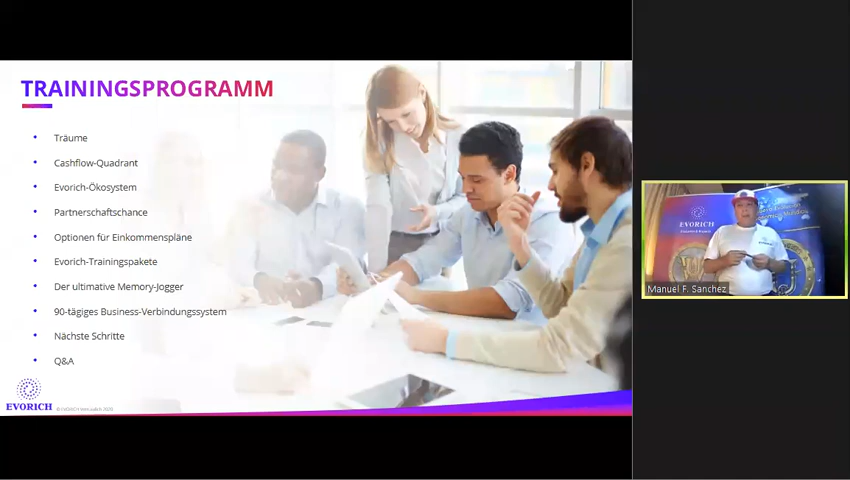 TRAININGSPROGRAMM
Träume
Cashflow-Quadrant
Evorich-Ökosystem
Partnerschaftschance
Optionen für Einkommenspläne
Evorich-Trainingspakete
Der ultimative Memory-Jogger
90-tägiges Business-Verbindungssystem
Nächste Schritte
Q&A
EVORICH
EVORICH
Manuel F. Sanchez